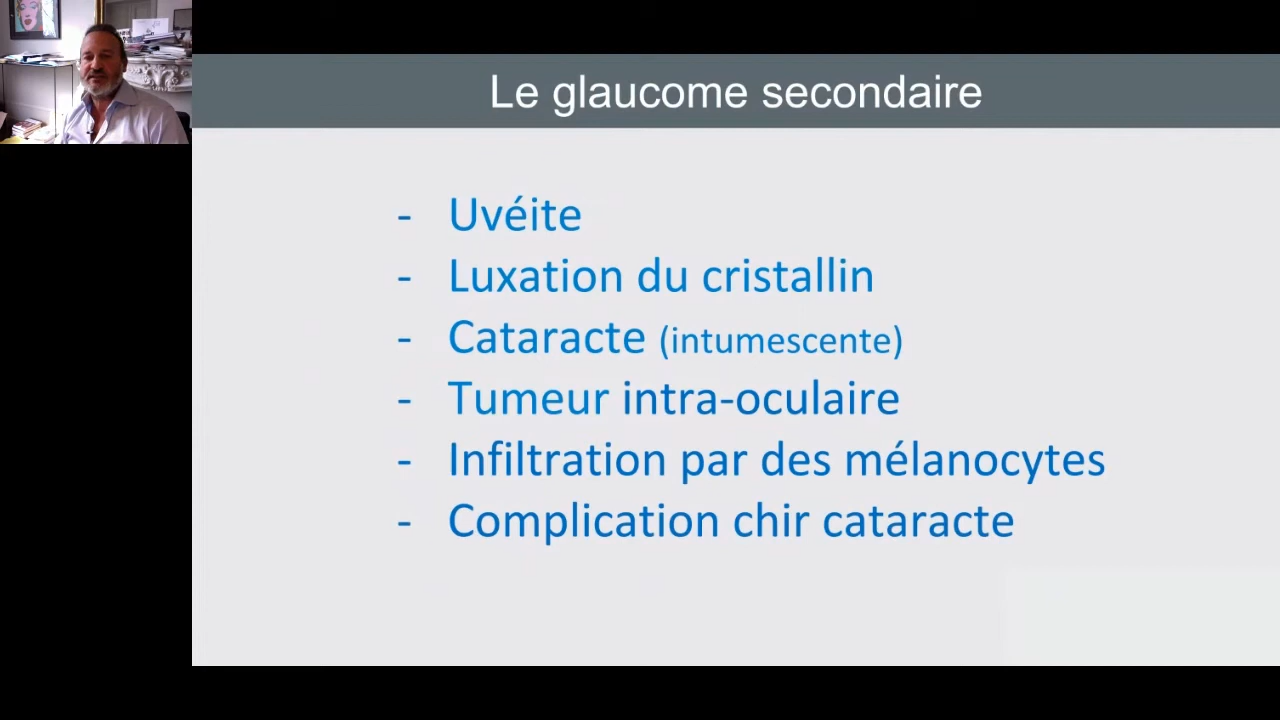 Le glaucome secondaire
- Uvéite
- Luxation du cristallin
- Cataracte (intumescente)
- Tumeur intra-oculaire
- Infiltration par des mélanocytes
- Complication chir cataracte